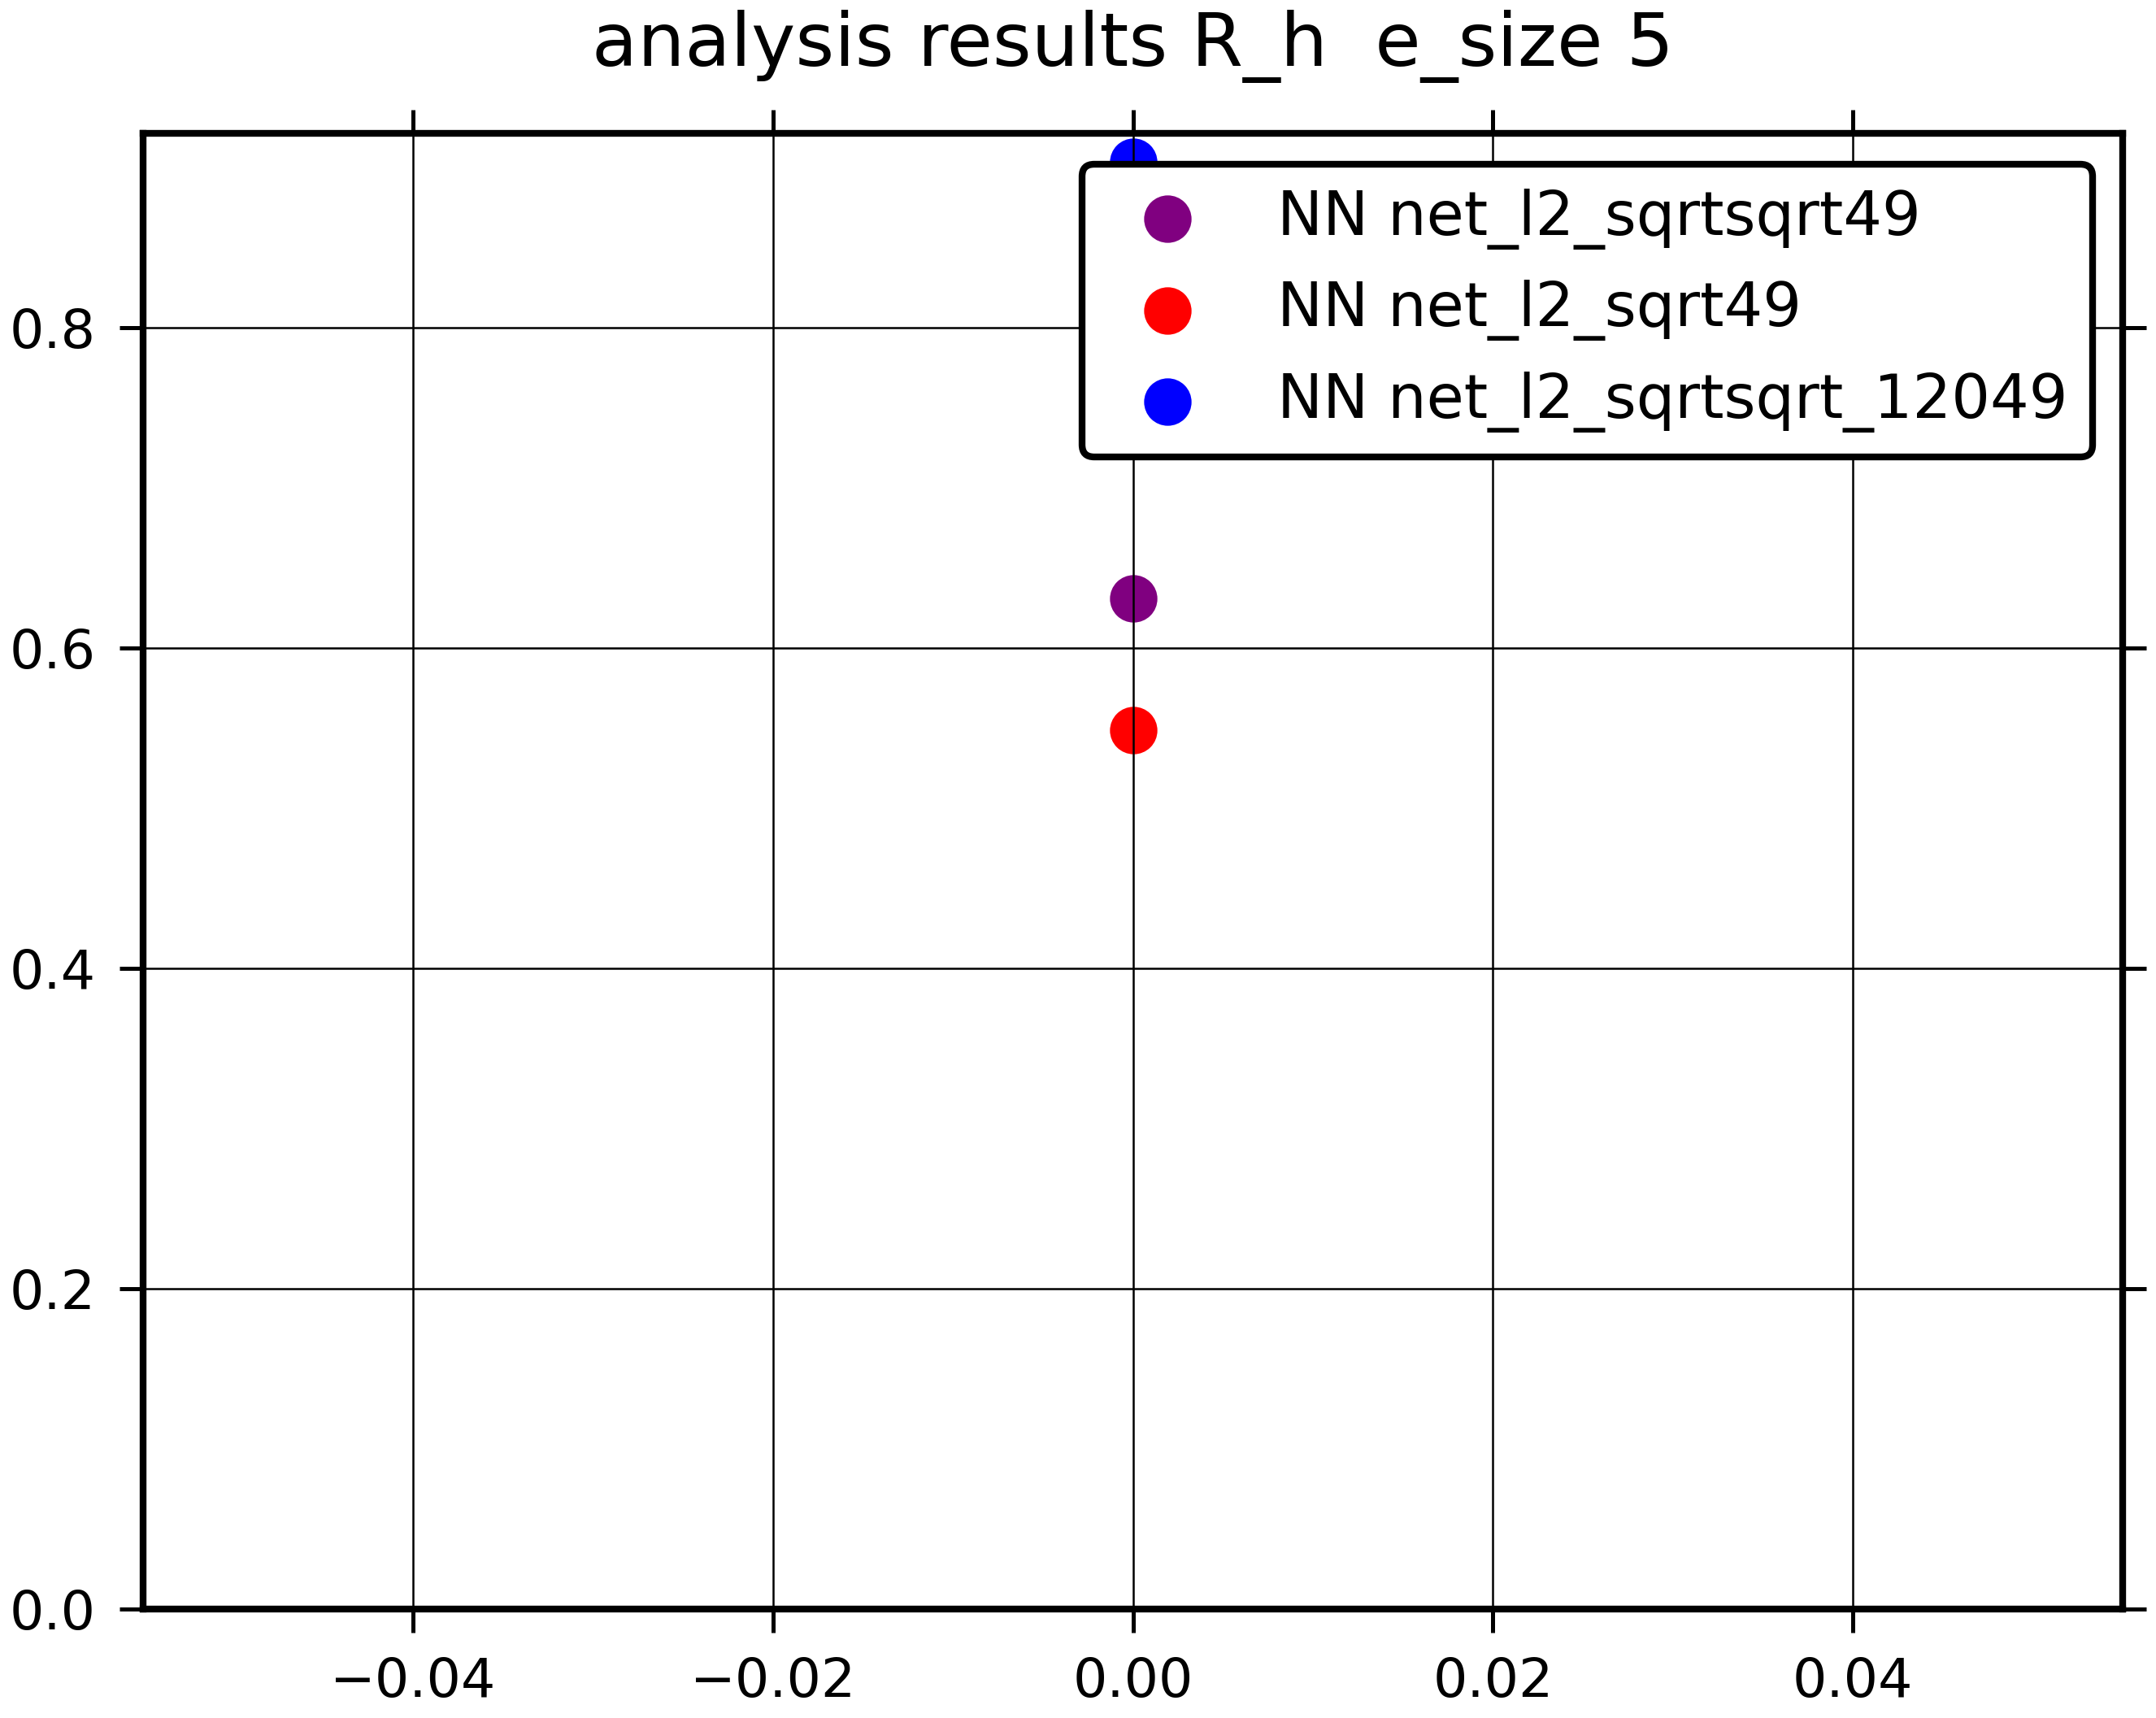 analysis results R_h  e_size 5
NN net_l2_sqrtsqrt49
NN net_l2_sqrt49
NN net_l2_sqrtsqrt_12049
0.8
0.6
0.4
0.2
0.0
−0.04
−0.02
0.00
0.02
0.04